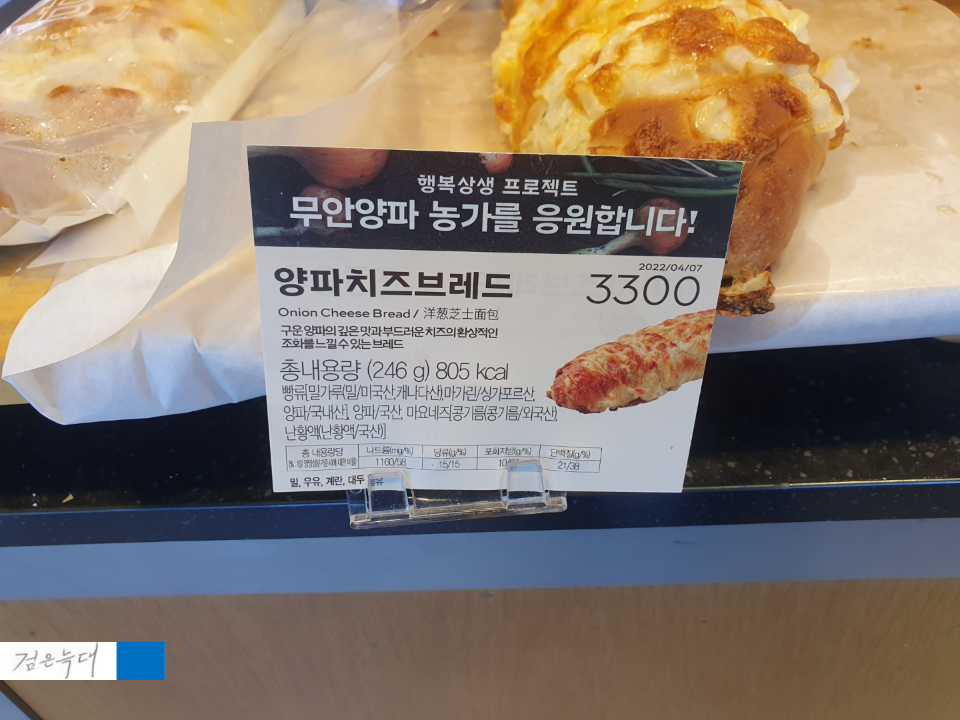 행복상생 프로젝트
무안양파 농가를 응원합니다!
2022/04/07
양파치즈브레드
3300
Onion Cheese Bread / 洋葱芝士面包
구운 양파의 깊은 맛과 부드러운 치즈의 환상적인
조화를 느낄 수 있는 브레드
총내용량 (246 g) 805 kcal
빵류[밀가루(밀/미국산,캐나다산),마가린/싱가포르산,
양파/국내산], 양파/국산, 마요네즈[콩기름(콩기름/외국산),
난황액(난황액/국산)]
총 내용량당 나트륨(mg/%) 당류(g/%) 포화지방(g/%) 단백질(g/%)
1160/58 15/15 21/38
밀, 우유, 계란, 대두
검은늑대